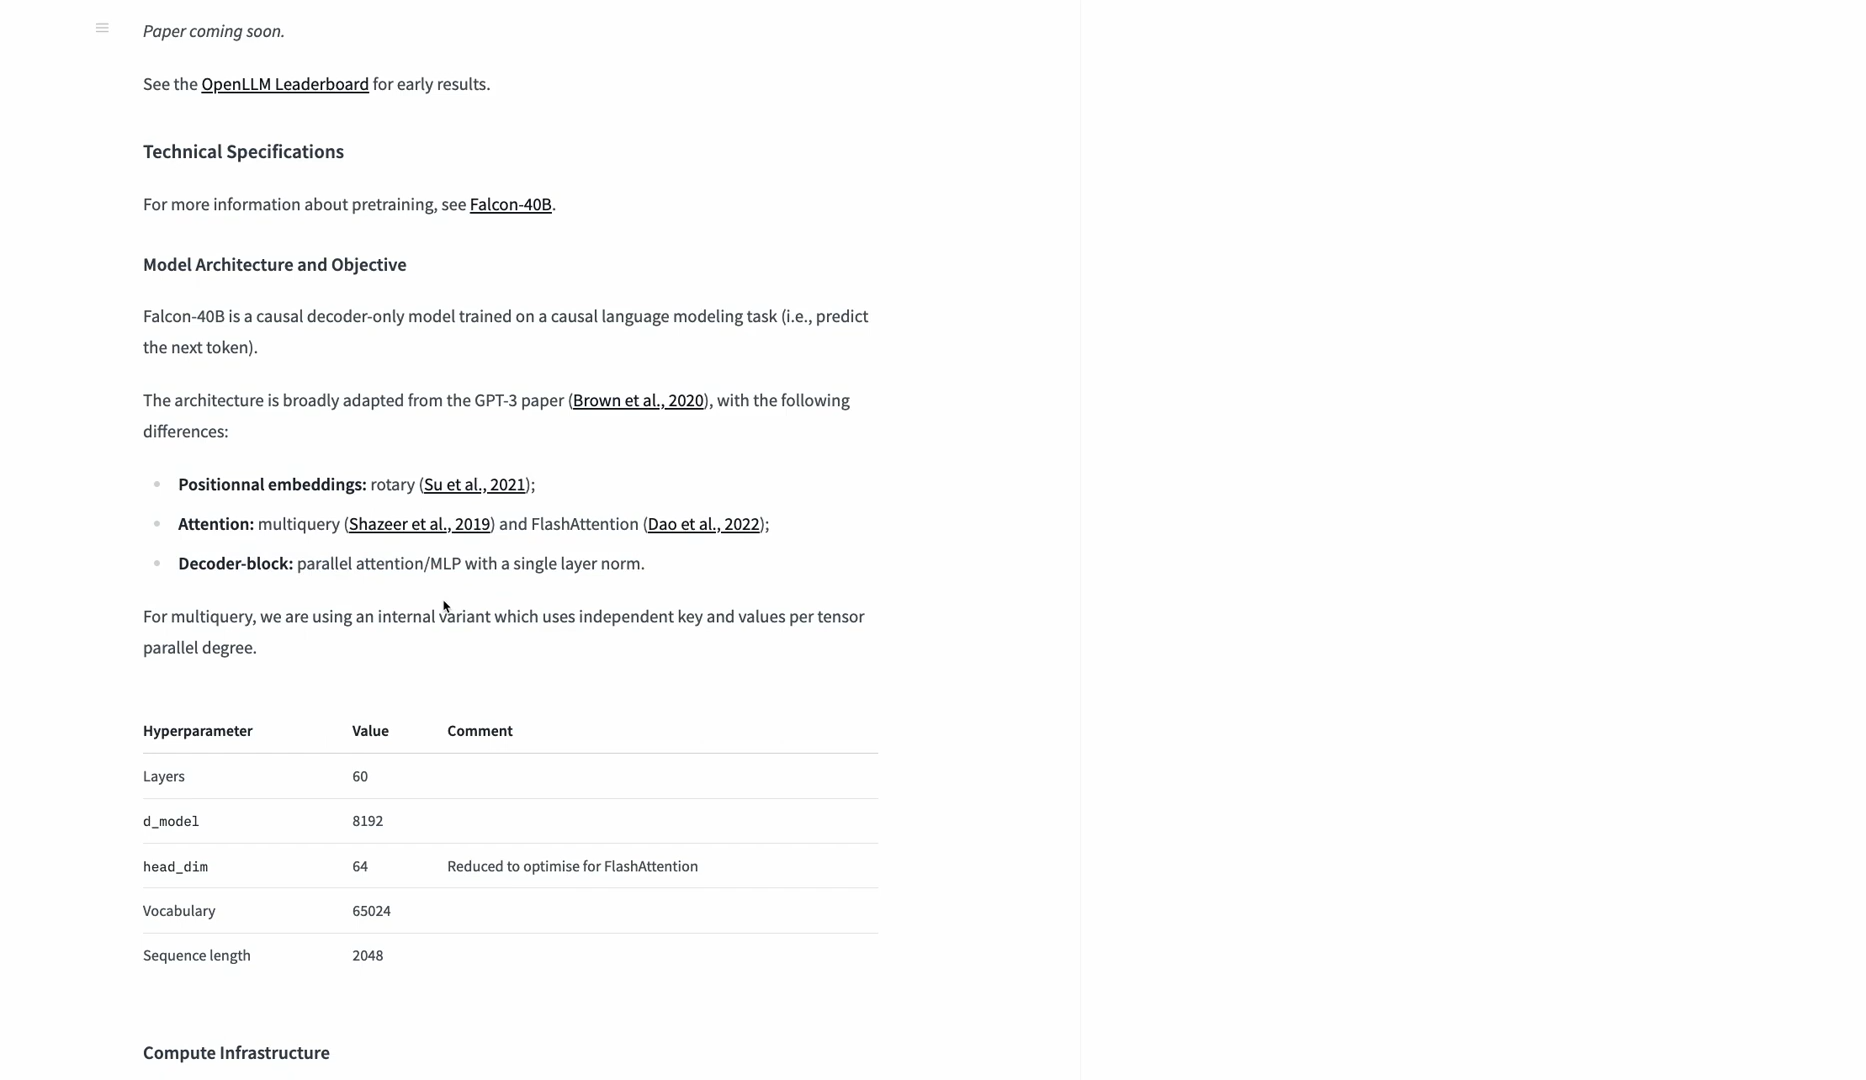 Paper coming soon.
See the OpenLLM Leaderboard for early results.
Technical Specifications
For more information about pretraining, see Falcon-40B.
Model Architecture and Objective
Falcon-40B is a causal decoder-only model trained on a causal language modeling task (i.e., predict
the next token).
The architecture is broadly adapted from the GPT-3 paper (Brown et al., 2020), with the following
differences:
Positionnal embeddings: rotary (Su et al., 2021);
Attention: multiquery (Shazeer et al., 2019) and FlashAttention (Dao et al., 2022);
Decoder-block: parallel attention/MLP with a single layer norm.
For multiquery, we are using an internal variant which uses independent key and values per tensor
parallel degree.
Hyperparameter Value Comment
Layers 60
d_model 8192
head_dim 64 Reduced to optimise for FlashAttention
Vocabulary 65024
Sequence length 2048
Compute Infrastructure